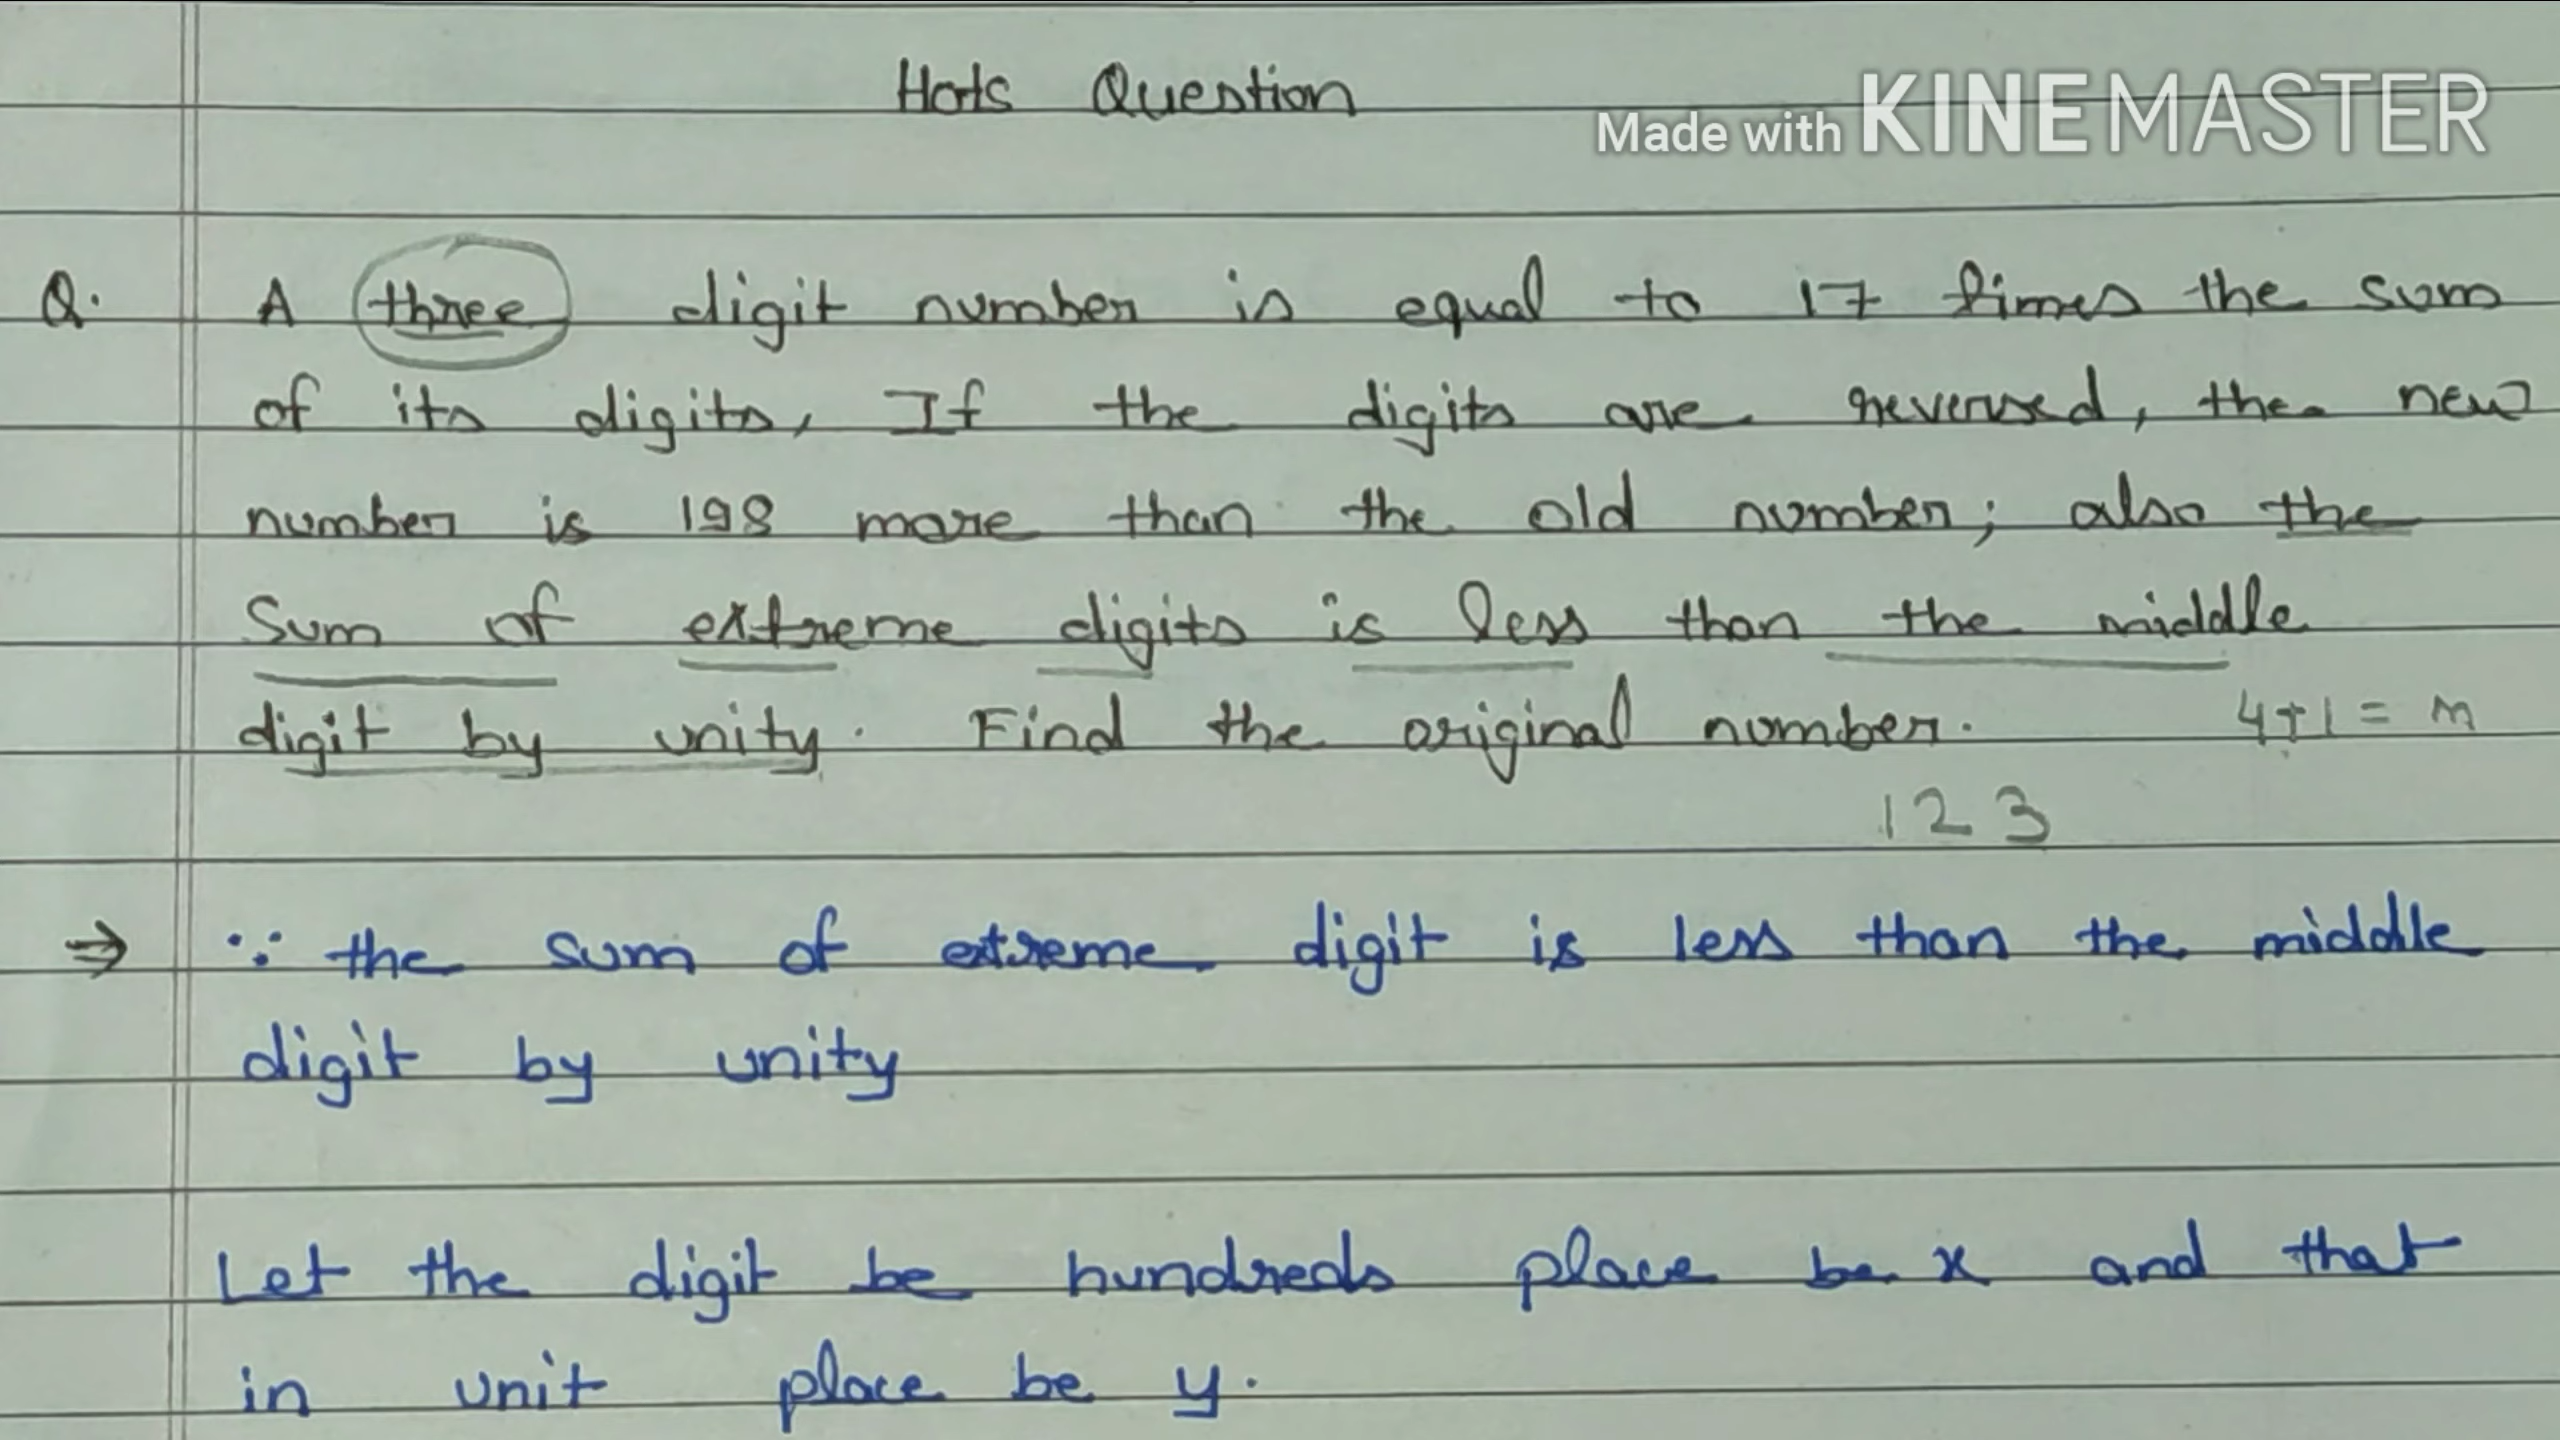 Hots Question
Made with KINEMASTER
Q. A three digit number is equal to 17 times the sum
of its digits, If the digits are reversed, the new
number is 198 more than the old number; also the
Sum of extreme digits is less than the middle
digit by unity. Find the original number. 4+1 = m
1 2 3
⇒ ∵ the sum of extreme digit is less than the middle
digit by unity
Let the digit be hundreds place be x and that
in unit place be y.